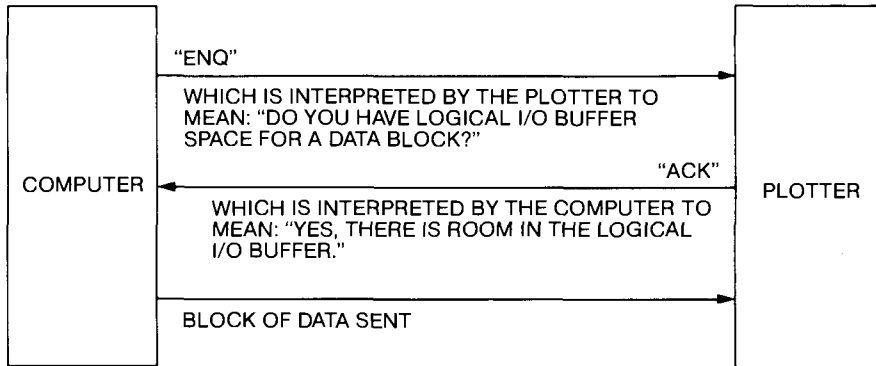 "ENQ"
WHICH IS INTERPRETED BY THE PLOTTER TO
MEAN: "DO YOU HAVE LOGICAL I/O BUFFER
SPACE FOR A DATA BLOCK?"
"ACK"
COMPUTER
PLOTTER
WHICH IS INTERPRETED BY THE COMPUTER TO
MEAN: "YES, THERE IS ROOM IN THE LOGICAL
I/O BUFFER."
BLOCK OF DATA SENT